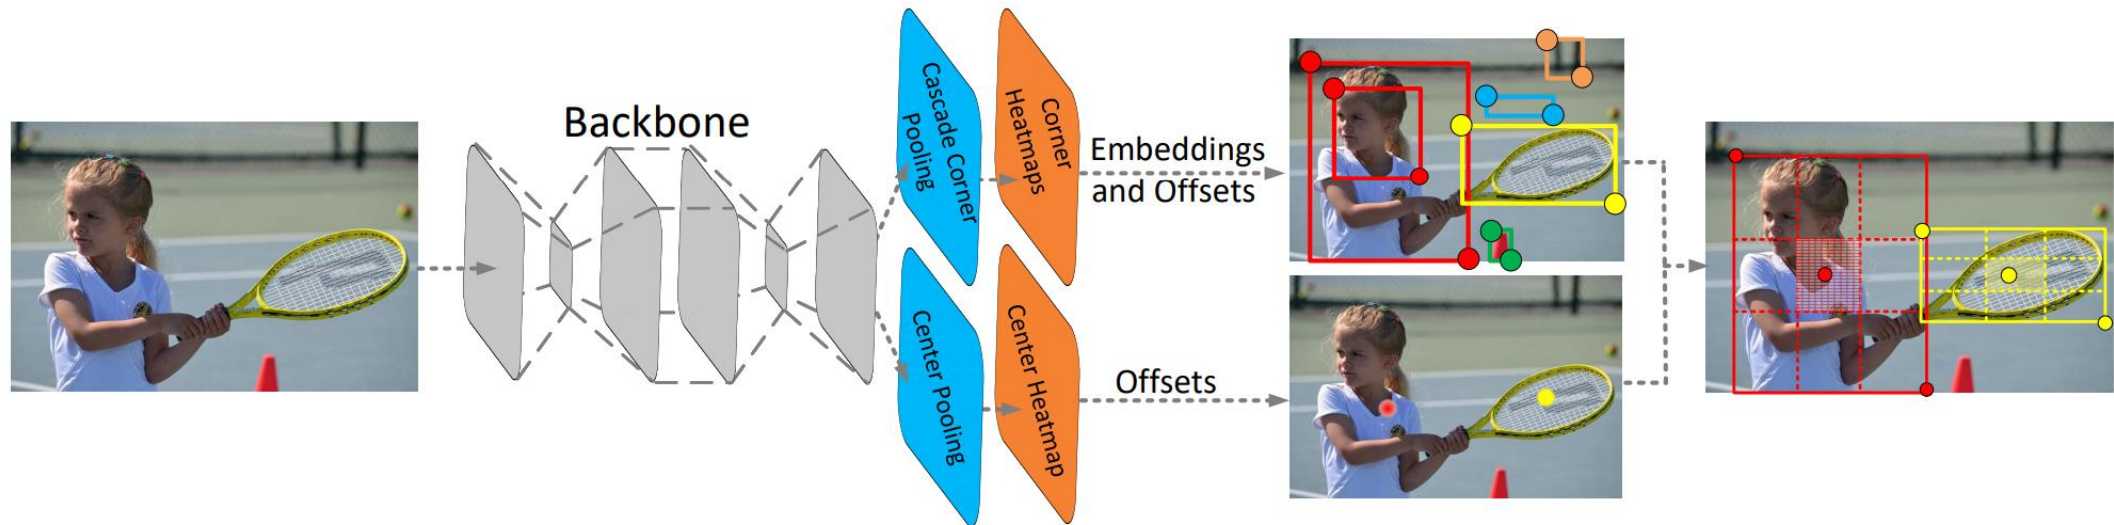 Backbone
Cascade Corner
Pooling
Corner
Heatmaps
Embeddings
and Offsets
Center Pooling
Center Heatmap
Offsets